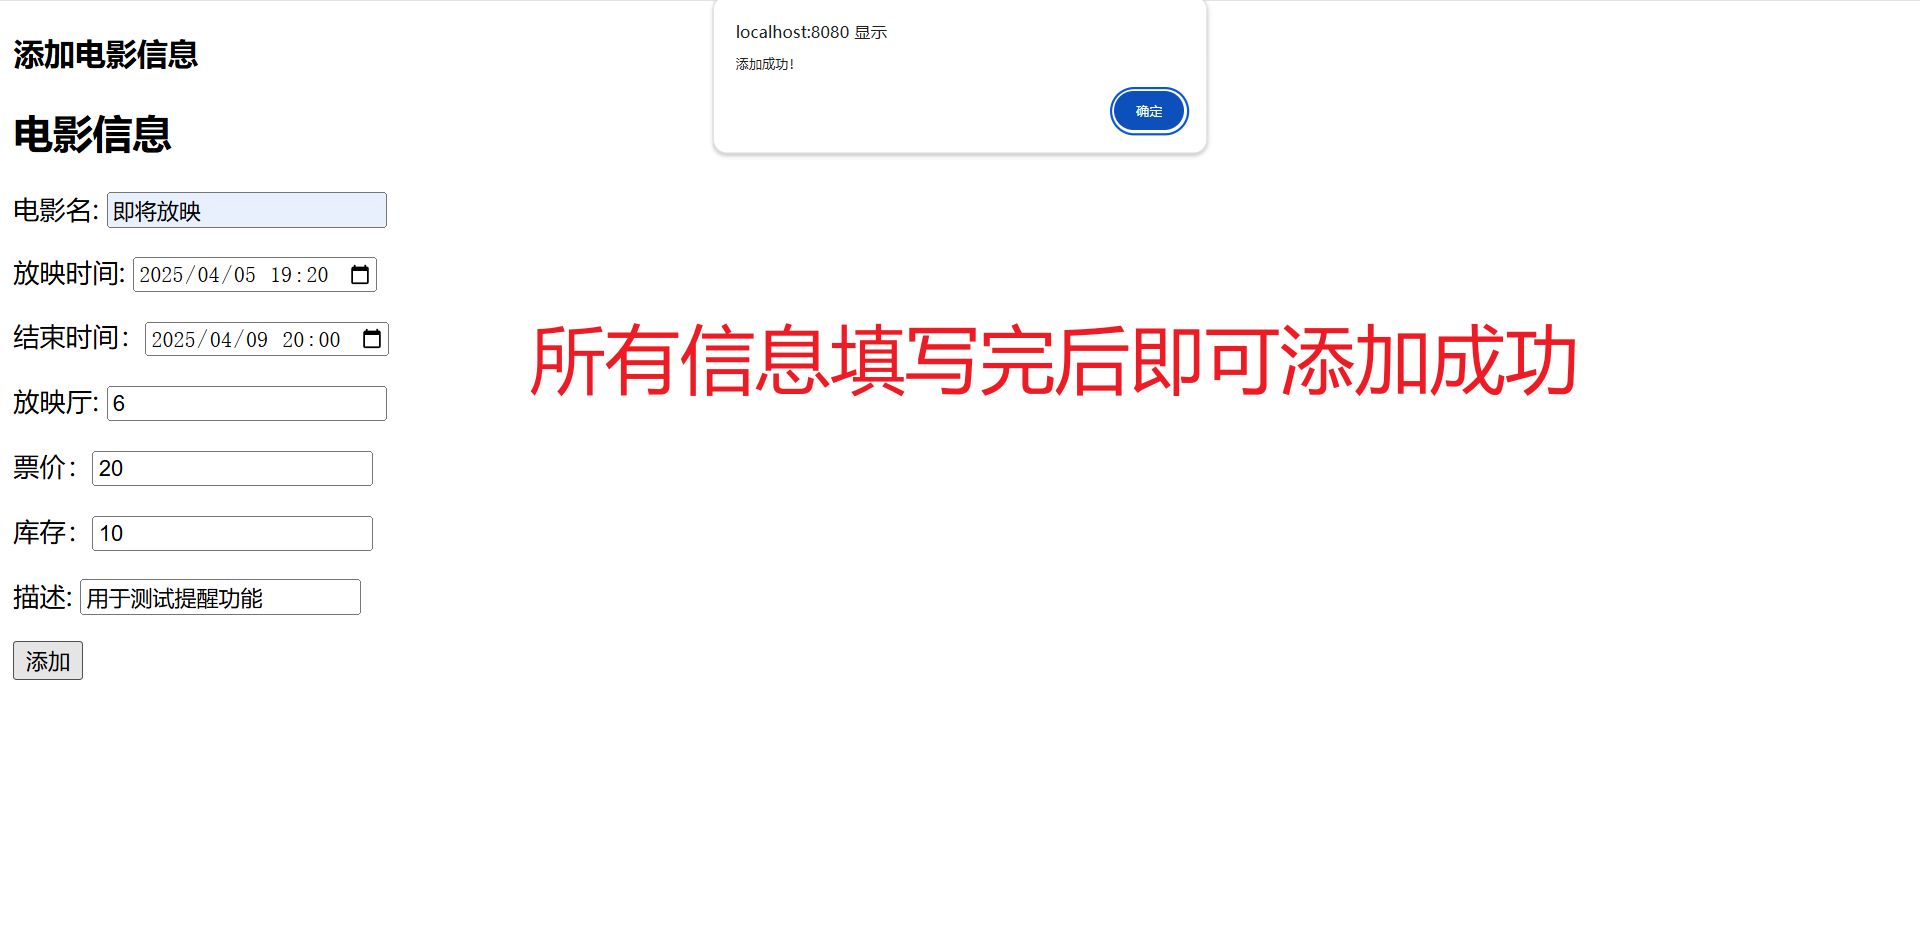 localhost:8080 显示
添加成功!
确定
添加电影信息
电影信息
电影名: 即将放映
放映时间: 2025/04/05 19:20
结束时间： 2025/04/09 20:00
放映厅: 6
票价： 20
库存： 10
描述: 用于测试提醒功能
添加
所有信息填写完后即可添加成功